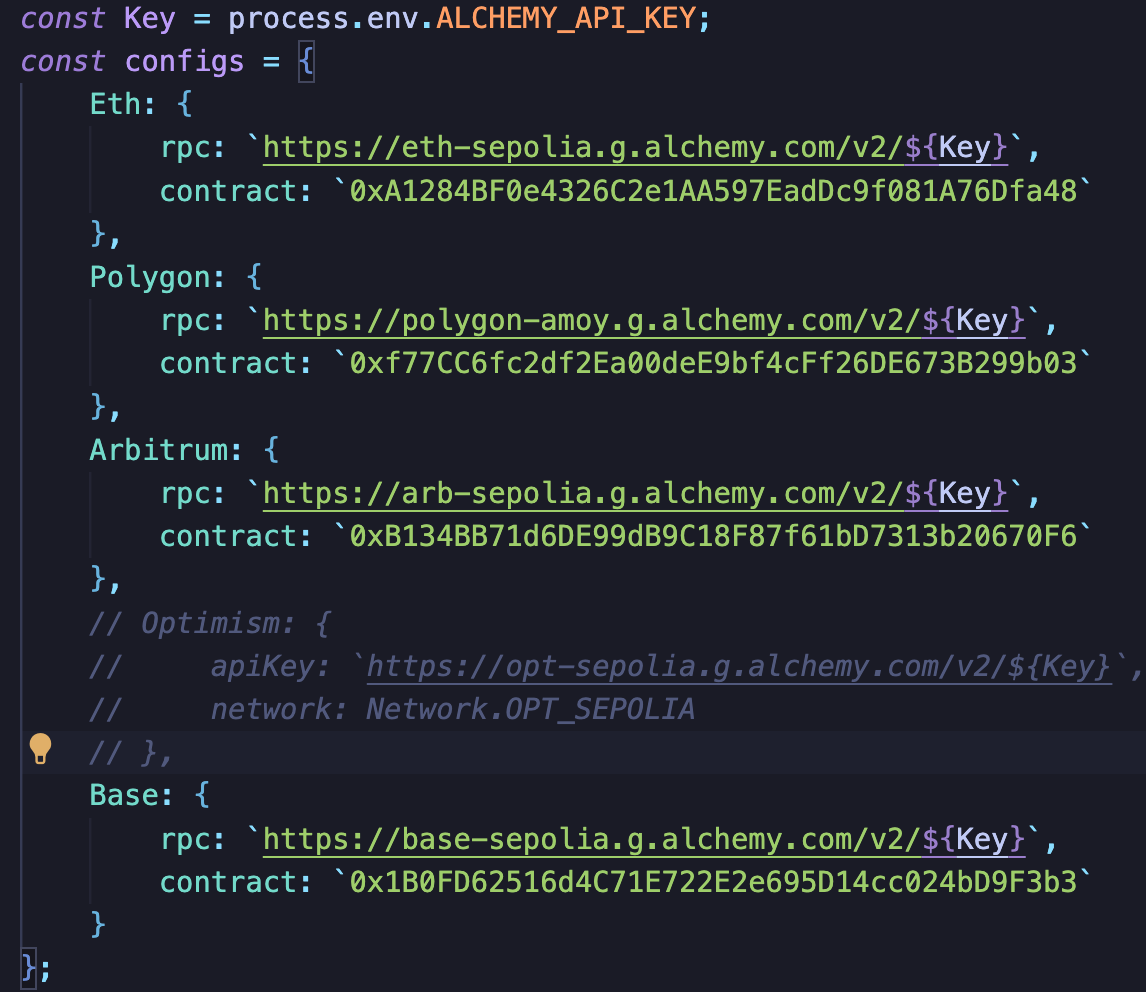 const Key = process.env.ALCHEMY_API_KEY;
const configs = {
    Eth: {
        rpc: `https://eth-sepolia.g.alchemy.com/v2/${Key}`,
        contract: `0xA1284BF0e4326C2e1AA597EadDc9f081A76Dfa48`
    },
    Polygon: {
        rpc: `https://polygon-amoy.g.alchemy.com/v2/${Key}`,
        contract: `0xf77CC6fc2df2Ea00deE9bf4cFf26DE673B299b03`
    },
    Arbitrum: {
        rpc: `https://arb-sepolia.g.alchemy.com/v2/${Key}`,
        contract: `0xB134BB71d6DE99dB9C18F87f61bD7313b20670F6`
    },
    // Optimism: {
    //     apiKey: `https://opt-sepolia.g.alchemy.com/v2/${Key}`,
    //     network: Network.OPT_SEPOLIA
    // },
    Base: {
        rpc: `https://base-sepolia.g.alchemy.com/v2/${Key}`,
        contract: `0x1B0FD62516d4C71E722E2e695D14cc024bD9F3b3`
    }
};